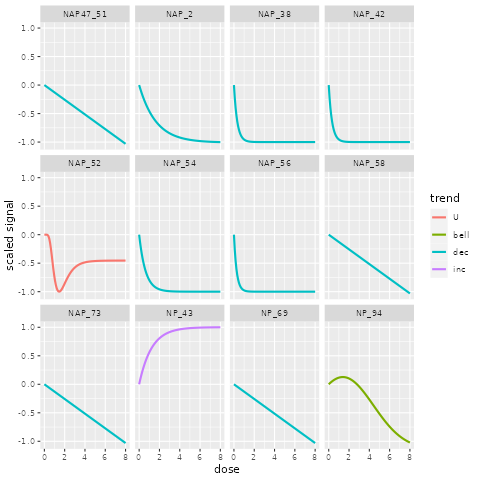 NAP47_51 NAP_2 NAP_38 NAP_42
1.0
0.5
0.0
-0.5
-1.0
NAP_52 NAP_54 NAP_56 NAP_58
1.0
0.5
0.0
-0.5
-1.0
NAP_73 NP_43 NP_69 NP_94
1.0
0.5
0.0
-0.5
-1.0
0 2 4 6 8 0 2 4 6 8 0 2 4 6 8 0 2 4 6 8
dose
scaled signal
trend
U
bell
dec
inc